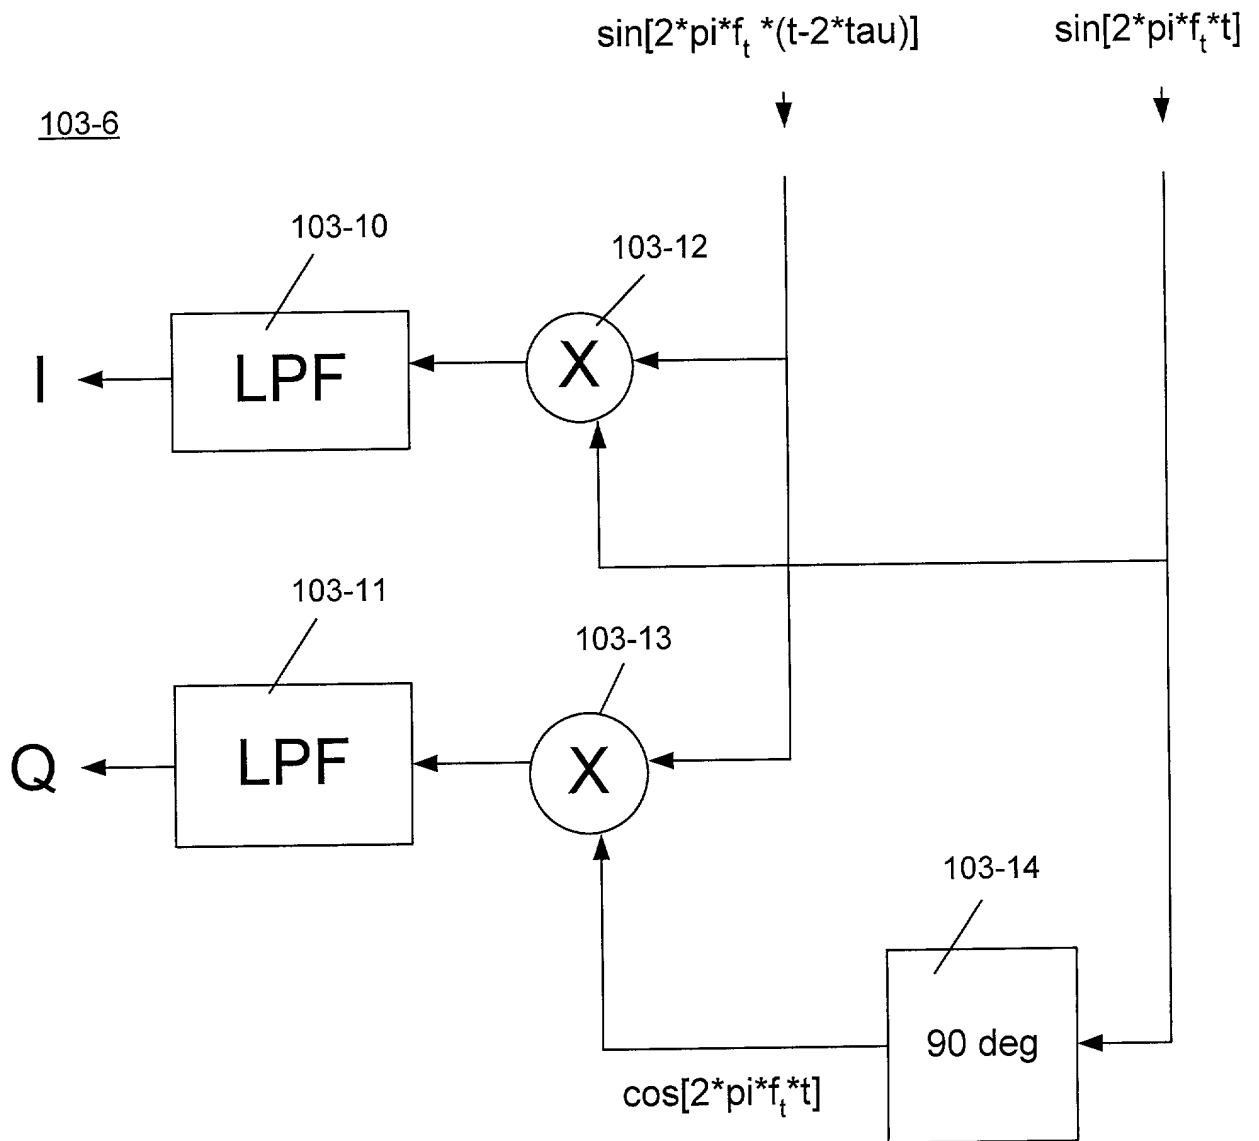 sin[2*pi*f_t *(t-2*tau)]
sin[2*pi*f_t*t]
103-6
103-10
103-12
I
LPF
X
103-11
103-13
Q
LPF
X
103-14
90 deg
cos[2*pi*f_t*t]